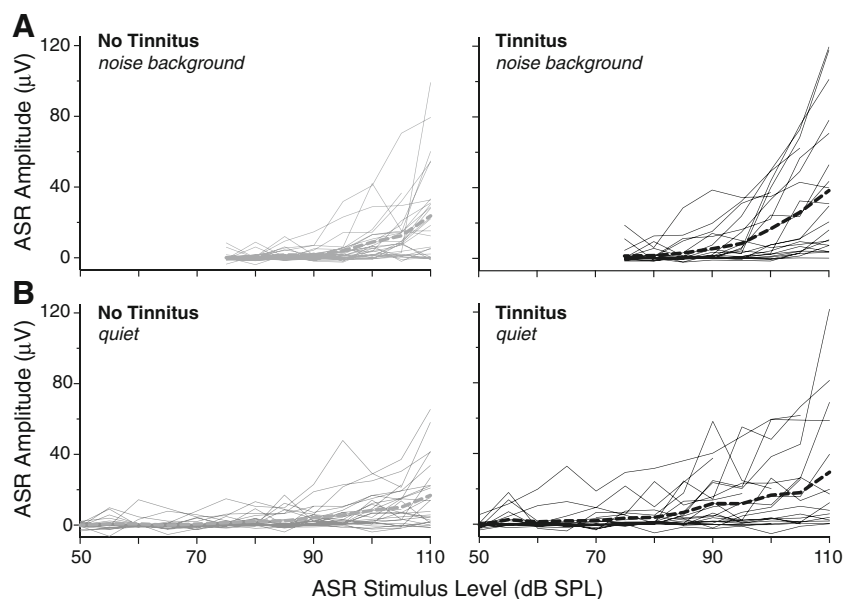 A
No Tinnitus
noise background
Tinnitus
noise background
ASR Amplitude (μV)
120
80
40
0
B
No Tinnitus
quiet
Tinnitus
quiet
ASR Amplitude (μV)
120
80
40
0
50 70 90 110 50 70 90 110
ASR Stimulus Level (dB SPL)